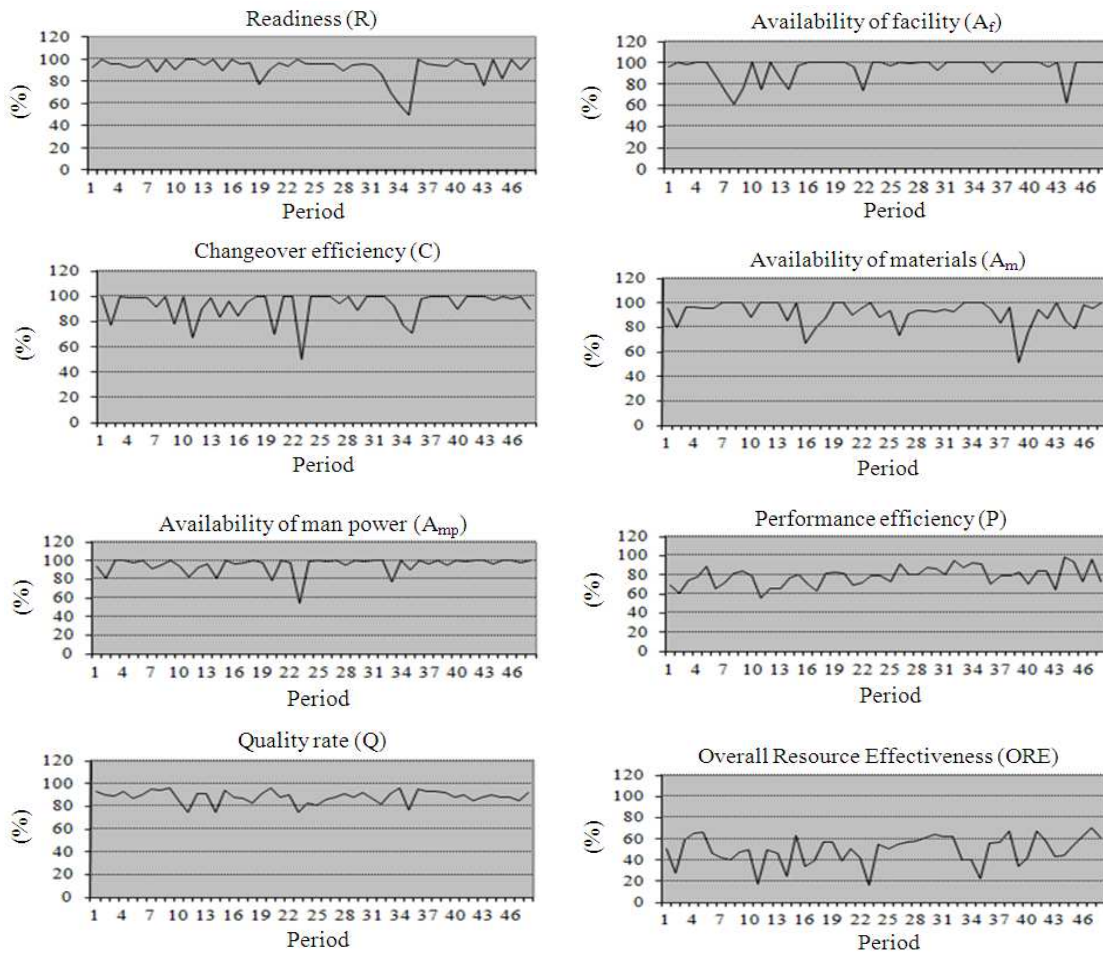 Readiness (R)
(%)
120
100
80
60
40
20
0
1 4 7 10 13 16 19 22 25 28 31 34 37 40 43 46
Period
Availability of facility (Af)
(%)
120
100
80
60
40
20
0
1 4 7 10 13 16 19 22 25 28 31 34 37 40 43 46
Period
Changeover efficiency (C)
(%)
120
100
80
60
40
20
0
1 4 7 10 13 16 19 22 25 28 31 34 37 40 43 46
Period
Availability of materials (Am)
(%)
120
100
80
60
40
20
0
1 4 7 10 13 16 19 22 25 28 31 34 37 40 43 46
Period
Availability of man power (Amp)
(%)
120
100
80
60
40
20
0
1 4 7 10 13 16 19 22 25 28 31 34 37 40 43 46
Period
Performance efficiency (P)
(%)
120
100
80
60
40
20
0
1 4 7 10 13 16 19 22 25 28 31 34 37 40 43 46
Period
Quality rate (Q)
(%)
120
100
80
60
40
20
0
1 4 7 10 13 16 19 22 25 28 31 34 37 40 43 46
Period
Overall Resource Effectiveness (ORE)
(%)
120
100
80
60
40
20
0
1 4 7 10 13 16 19 22 25 28 31 34 37 40 43 46
Period